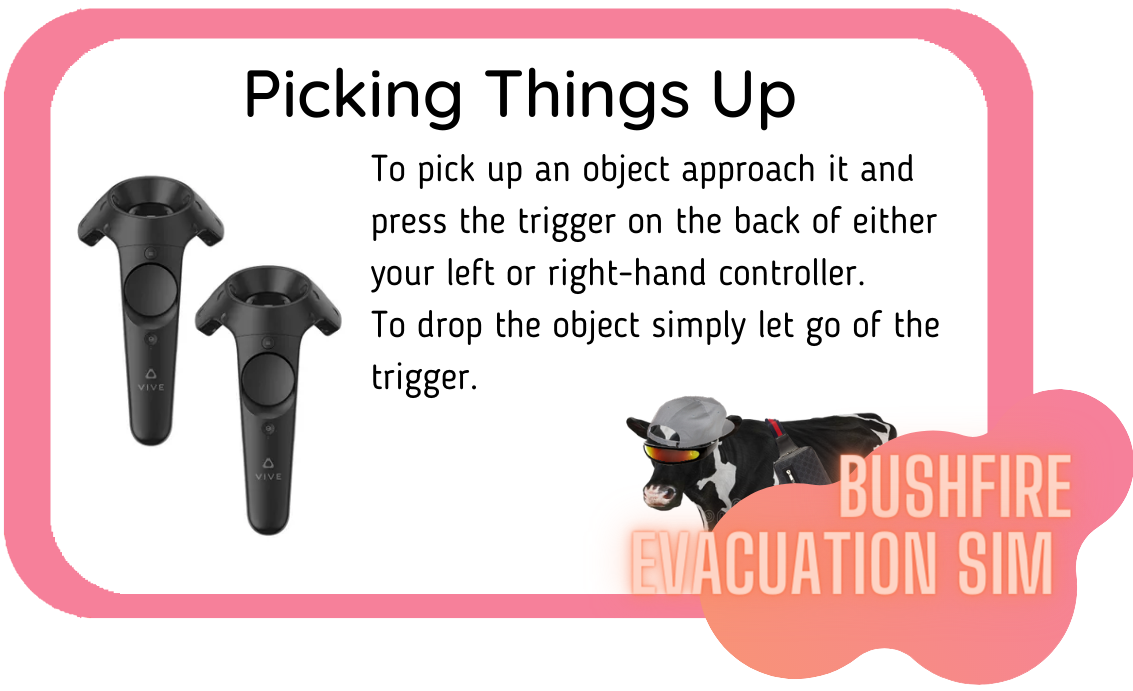 Picking Things Up
To pick up an object approach it and
press the trigger on the back of either
your left or right-hand controller.
To drop the object simply let go of the
trigger.
VIVE
VIVE
BUSHFIRE
EVACUATION SIM